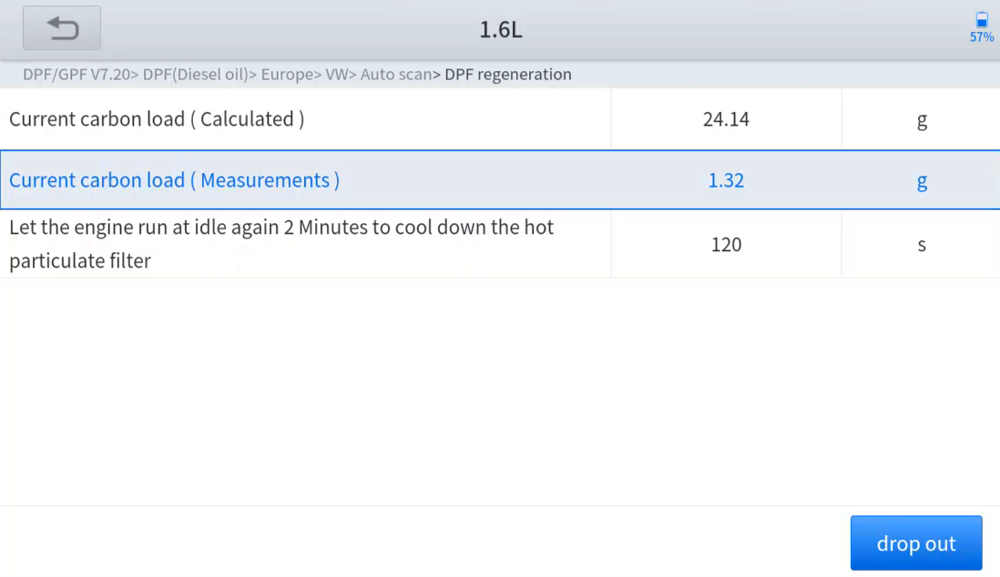 1.6L
57%
DPF/GPF V7.20> DPF(Diesel oil)> Europe> VW> Auto scan> DPF regeneration
Current carbon load ( Calculated ) 24.14 g
Current carbon load ( Measurements ) 1.32 g
Let the engine run at idle again 2 Minutes to cool down the hot
particulate filter
120 s
drop out